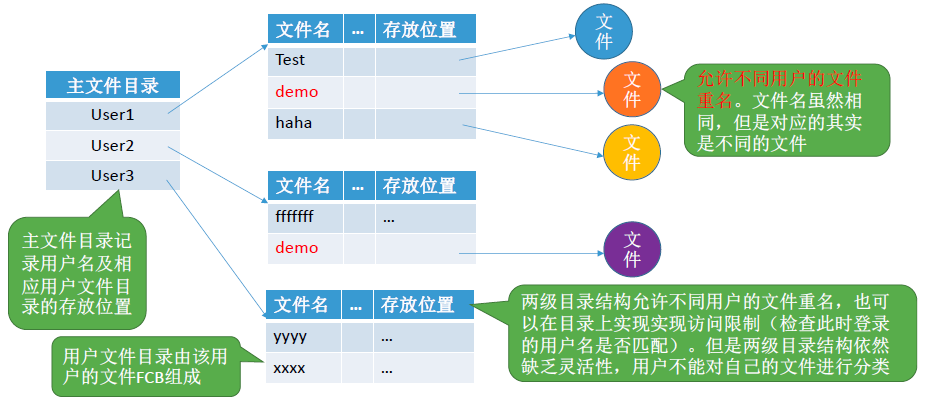 主文件目录
User1
User2
User3
主文件目录记
录用户名及相
应用户文件目
录的存放位置
用户文件目录由该用
户的文件FCB组成
文件名 ... 存放位置
Test
demo
haha
文件名 ... 存放位置
fffffff ...
demo
文件名 ... 存放位置
yyyy ...
xxxx ...
文
件
文
件
文
件
文
件
允许不同用户的文件
重名。文件名虽然相
同，但是对应的其实
是不同的文件
两级目录结构允许不同用户的文件重名，也可
以在目录上实现实现访问限制（检查此时登录
的用户名是否匹配）。但是两级目录结构依然
缺乏灵活性，用户不能对自己的文件进行分类